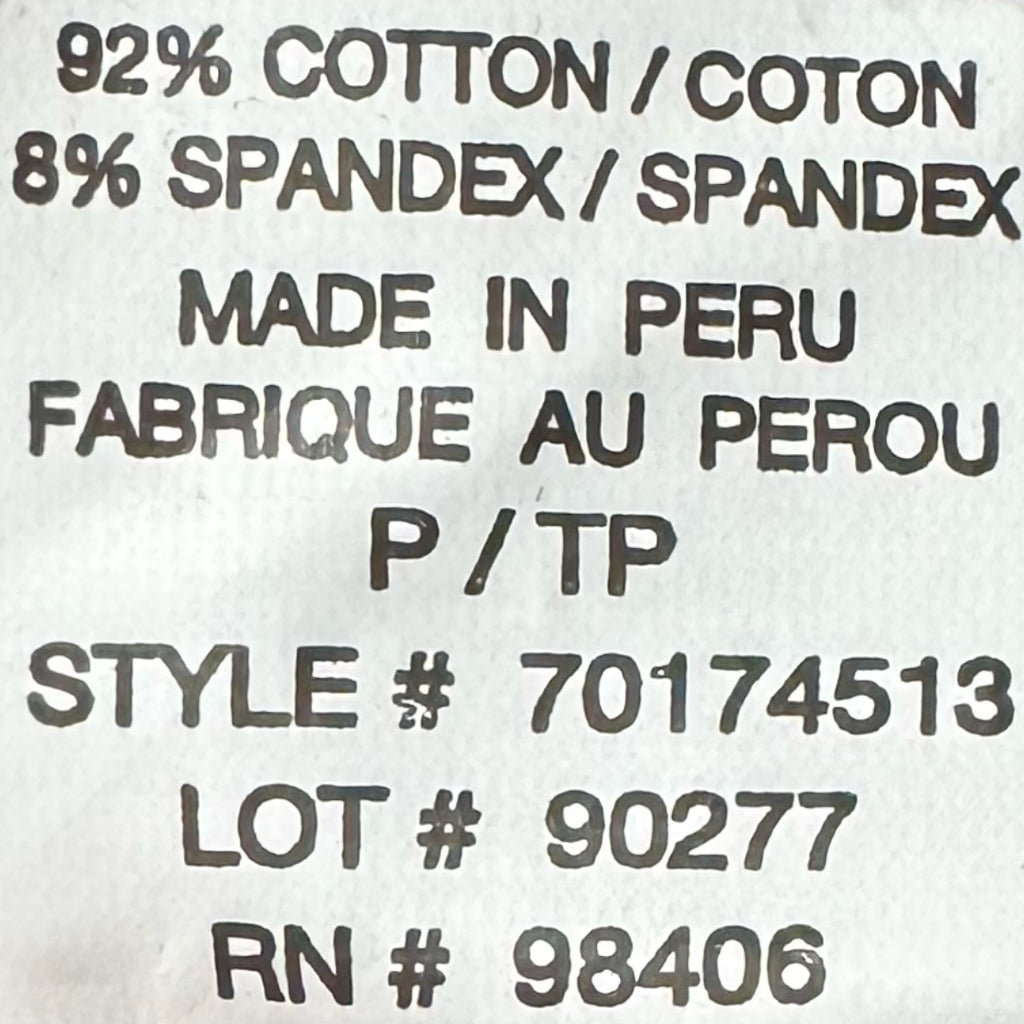 92% COTTON / COTON
8% SPANDEX / SPANDEX
MADE IN PERU
FABRIQUE AU PEROU
P / TP
STYLE # 70174513
LOT # 90277
RN # 98406